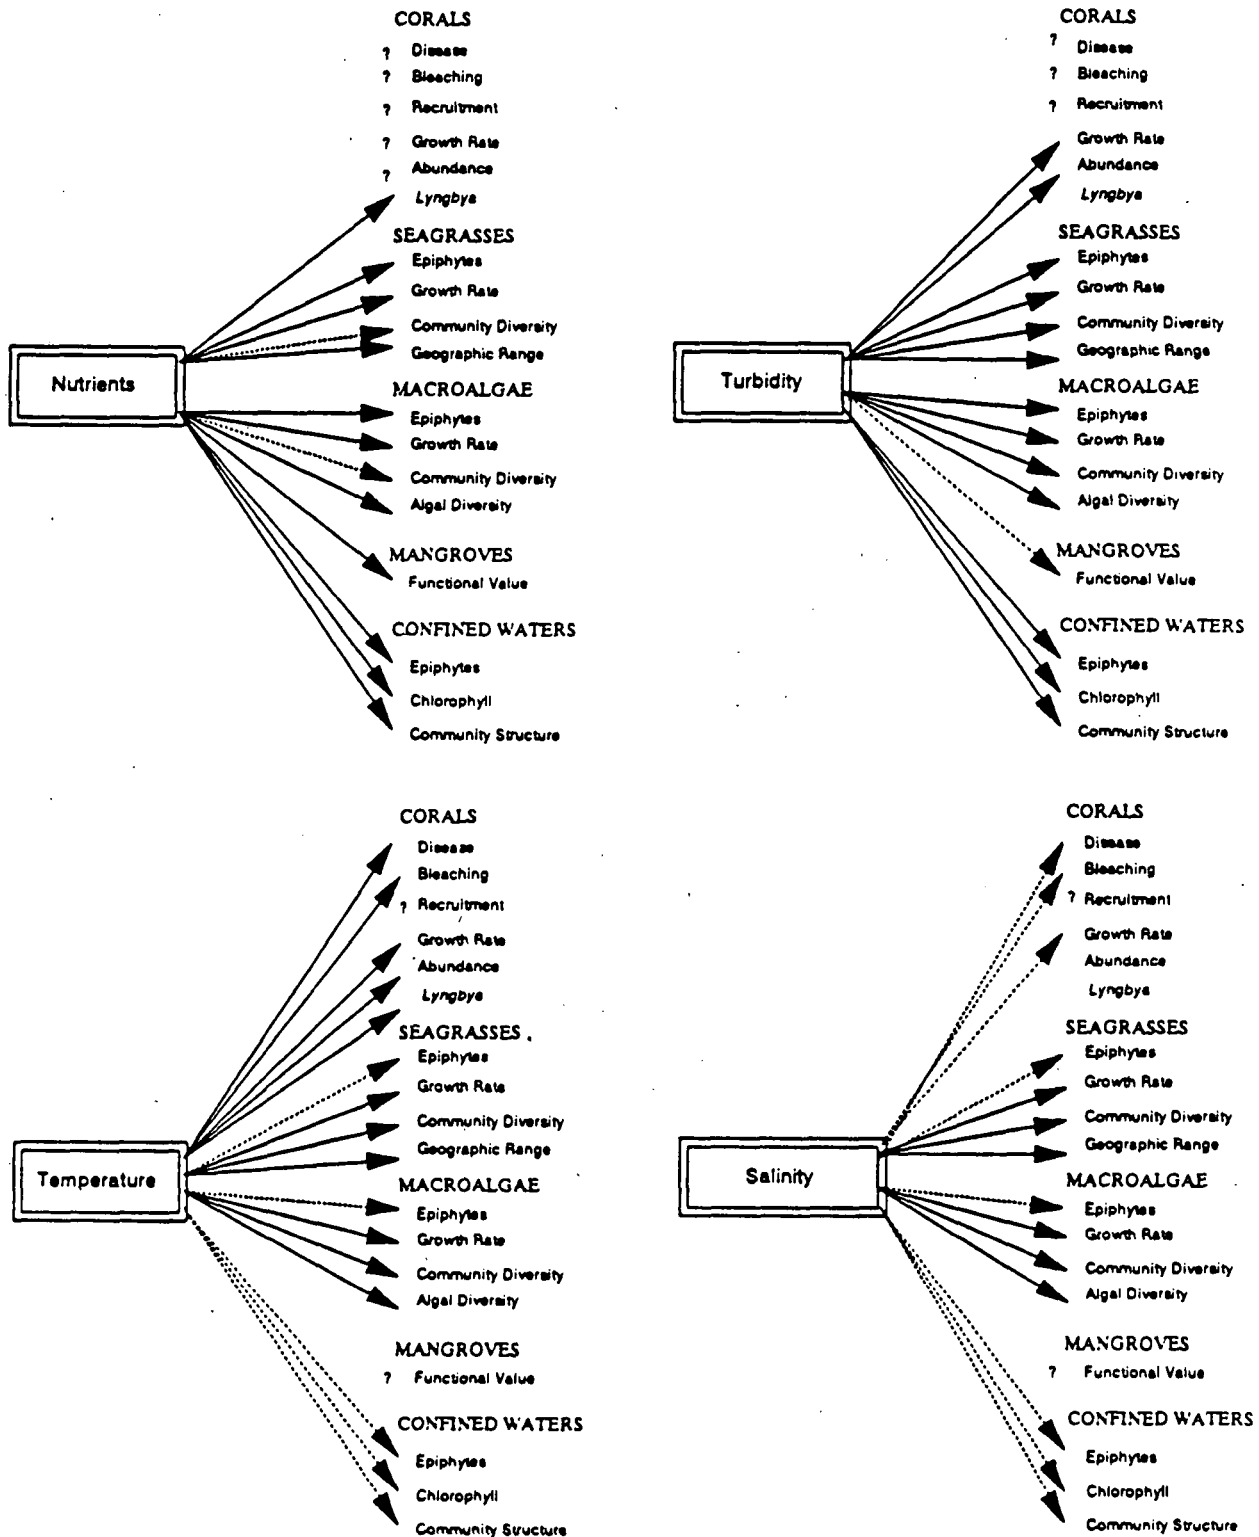 CORALS
? Disease
? Bleaching
? Recruitment
? Growth Rate
? Abundance
Lyngbya
SEAGRASSES
Epiphytes
Growth Rate
Community Diversity
Geographic Range
Nutrients
MACROALGAE
Epiphytes
Growth Rate
Community Diversity
Algal Diversity
MANGROVES
Functional Value
CONFINED WATERS
Epiphytes
Chlorophyll
Community Structure
CORALS
? Disease
? Bleaching
? Recruitment
Growth Rate
Abundance
Lyngbya
SEAGRASSES
Epiphytes
Growth Rate
Community Diversity
Geographic Range
Turbidity
MACROALGAE
Epiphytes
Growth Rate
Community Diversity
Algal Diversity
MANGROVES
Functional Value
CONFINED WATERS
Epiphytes
Chlorophyll
Community Structure
CORALS
Disease
Bleaching
? Recruitment
Growth Rate
Abundance
Lyngbya
SEAGRASSES
Epiphytes
Growth Rate
Community Diversity
Geographic Range
Temperature
MACROALGAE
Epiphytes
Growth Rate
Community Diversity
Algal Diversity
MANGROVES
? Functional Value
CONFINED WATERS
Epiphytes
Chlorophyll
Community Structure
CORALS
Disease
Bleaching
? Recruitment
Growth Rate
Abundance
Lyngbya
SEAGRASSES
Epiphytes
Growth Rate
Community Diversity
Geographic Range
Salinity
MACROALGAE
Epiphytes
Growth Rate
Community Diversity
Algal Diversity
MANGROVES
? Functional Value
CONFINED WATERS
Epiphytes
Chlorophyll
Community Structure